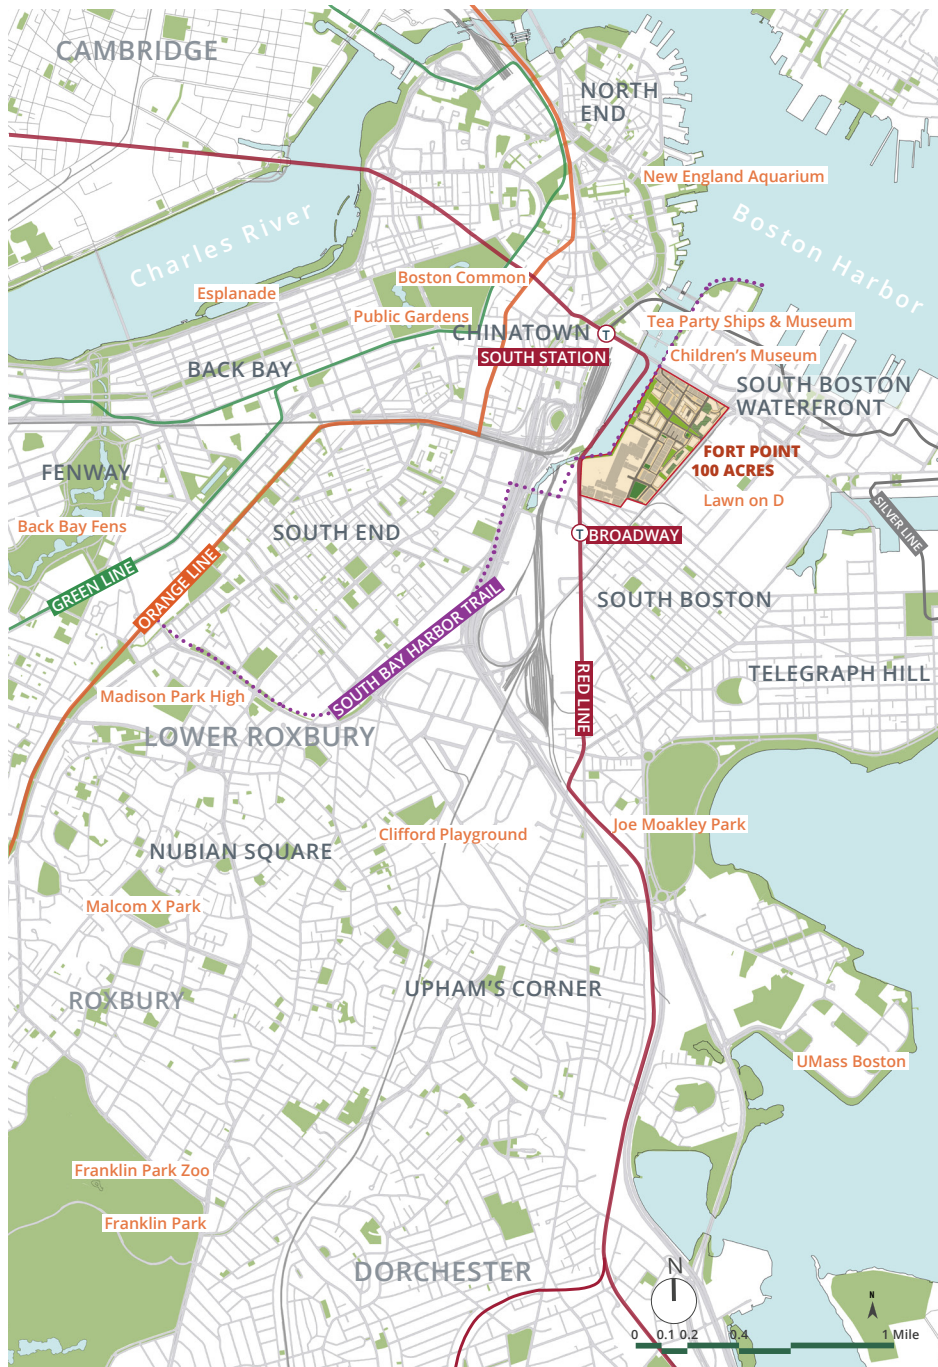 CAMBRIDGE
NORTH
END
New England Aquarium
Charles River
Boston Harbor
Boston Common
Esplanade
Public Gardens
CHINATOWN
T
Tea Party Ships & Museum
SOUTH STATION
Children's Museum
BACK BAY
SOUTH BOSTON
WATERFRONT
FORT POINT
100 ACRES
FENWAY
Lawn on D
Back Bay Fens
SOUTH END
T
BROADWAY
SILVER LINE
GREEN LINE
ORANGE LINE
SOUTH BOSTON
SOUTH BAY HARBOR TRAIL
TELEGRAPH HILL
Madison Park High
RED LINE
LOWER ROXBURY
Joe Moakley Park
Clifford Playground
NUBIAN SQUARE
Malcom X Park
UPHAM'S CORNER
ROXBURY
UMass Boston
Franklin Park Zoo
Franklin Park
DORCHESTER
N
N
0 0.1 0.2 0.4 1 Mile